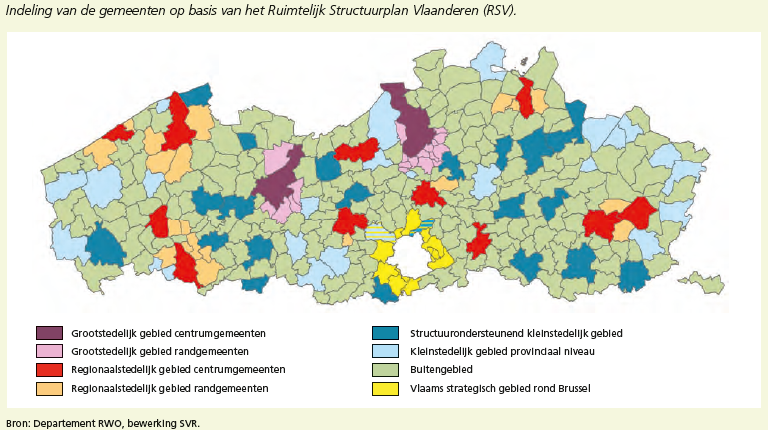 Indeling van de gemeenten op basis van het Ruimtelijk Structuurplan Vlaanderen (RSV).
Grootstedelijk gebied centrumgemeenten
Grootstedelijk gebied randgemeenten
Regionaalstedelijk gebied centrumgemeenten
Regionaalstedelijk gebied randgemeenten
Structuurondersteunend kleinstedelijk gebied
Kleinstedelijk gebied provinciaal niveau
Buitengebied
Vlaams strategisch gebied rond Brussel
Bron: Departement RWO, bewerking SVR.